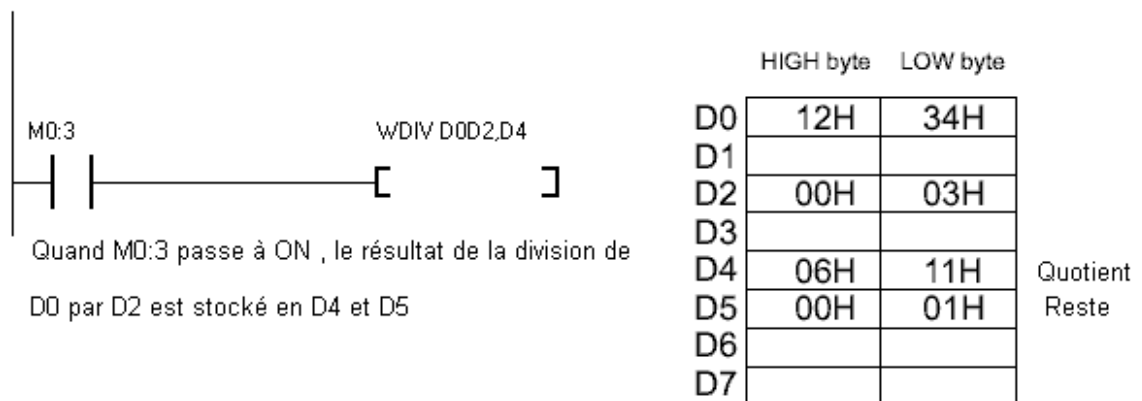 HIGH byte LOW byte
M0:3 WDIV D0D2,D4
Quand M0:3 passe à ON , le résultat de la division de
D0 par D2 est stocké en D4 et D5
D0 12H 34H
D1
D2 00H 03H
D3
D4 06H 11H Quotient
D5 00H 01H Reste
D6
D7